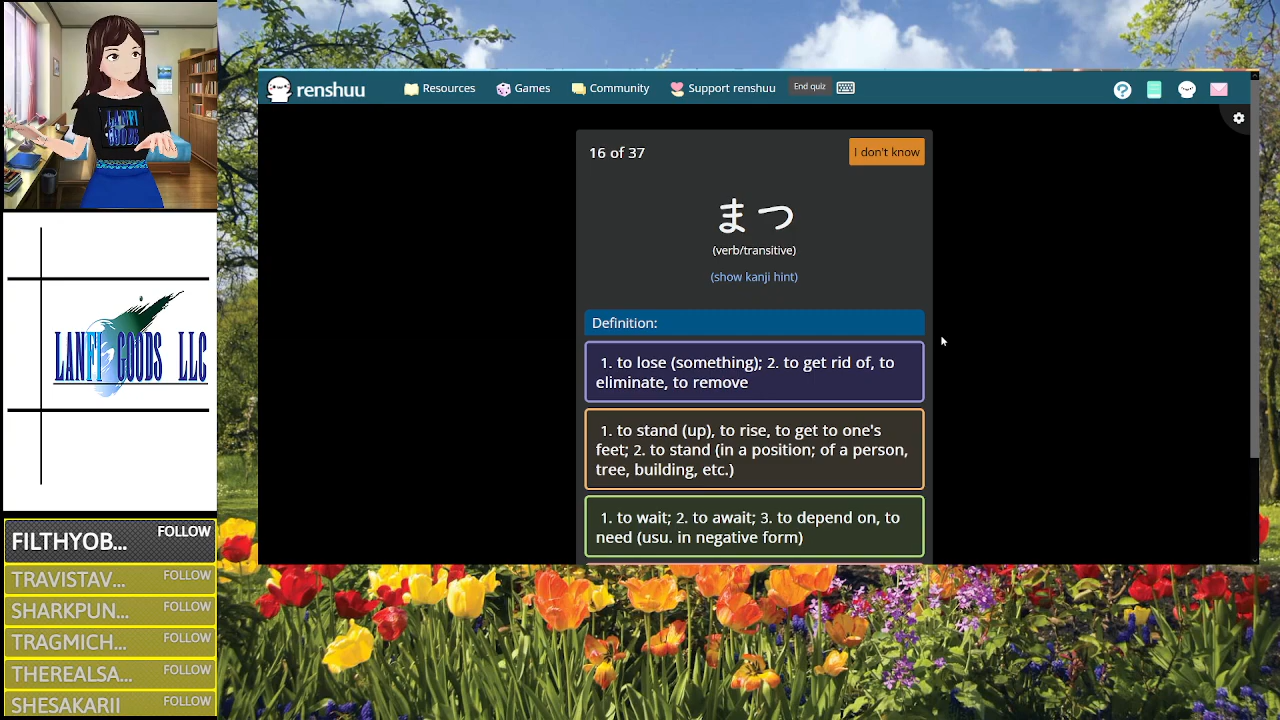 LANFI
GOODS
LANFI GOODS LLC
FILTHYOB... FOLLOW
TRAVISTAV... FOLLOW
SHARKPUN... FOLLOW
TRAGMICH... FOLLOW
THEREALSA... FOLLOW
SHESAKARII FOLLOW
renshuu Resources Games Community Support renshuu End quiz
16 of 37 I don't know
まつ
(verb/transitive)
(show kanji hint)
Definition:
1. to lose (something); 2. to get rid of, to
eliminate, to remove
1. to stand (up), to rise, to get to one's
feet; 2. to stand (in a position; of a person,
tree, building, etc.)
1. to wait; 2. to await; 3. to depend on, to
need (usu. in negative form)